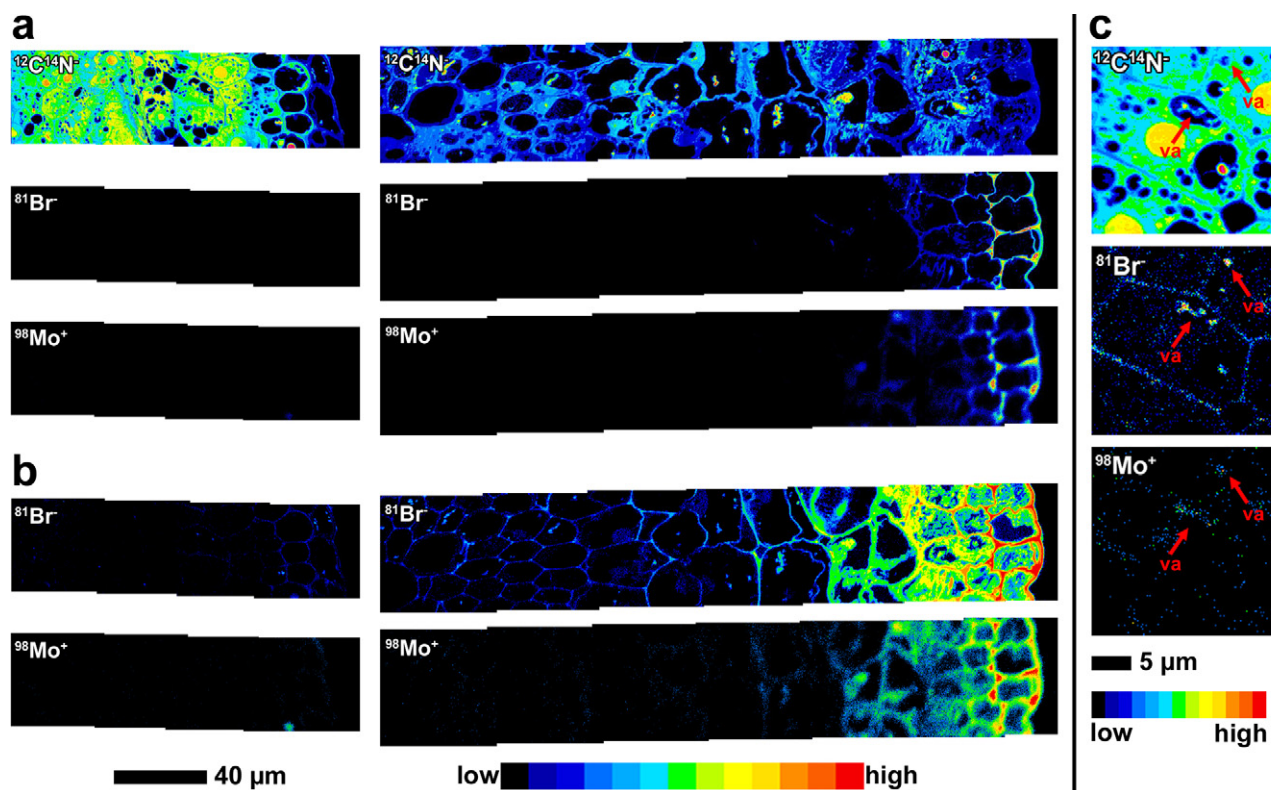 a
¹²C¹⁴N⁻
¹²C¹⁴N⁻
⁸¹Br⁻
⁸¹Br⁻
⁹⁸Mo⁺
⁹⁸Mo⁺
b
⁸¹Br⁻
⁸¹Br⁻
⁹⁸Mo⁺
⁹⁸Mo⁺
40 µm
low high
c
¹²C¹⁴N⁻
va
va
⁸¹Br⁻
va
va
⁹⁸Mo⁺
va
va
5 µm
low high